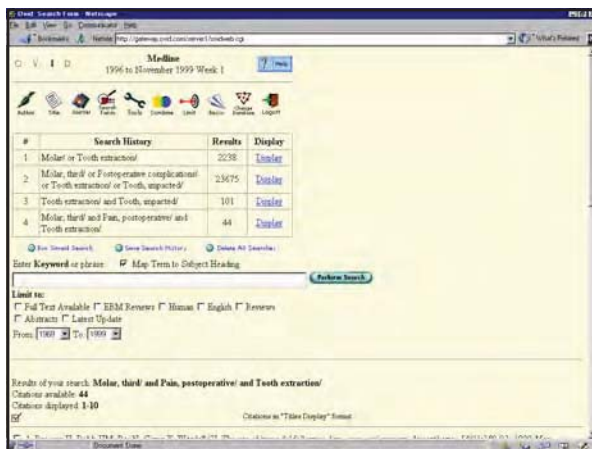 Ovid: Search Form - Netscape
File Edit View Go Communicator Help
Bookmarks Netsite: http://gateway.ovid.com/server1/ovidweb.cgi What's Related
O V I D
Medline
1996 to November 1999 Week 1
? Help
Author Title Journal Search Fields Tools Combine Limit Basic Change Database Logoff
# Search History Results Display
1 Molar/ or Tooth extraction/ 2238 Display
2 Molar, third/ or Postoperative complications/ or Tooth extraction/ or Tooth, impacted/ 23675 Display
3 Tooth extraction/ and Tooth, impacted/ 101 Display
4 Molar, third/ and Pain, postoperative/ and Tooth extraction/ 44 Display
Run Saved Search Save Search History Delete All Searches
Enter Keyword or phrase: Map Term to Subject Heading
Perform Search
Limit to:
Full Text Available EBM Reviews Human English Reviews
Abstracts Latest Update
From: 1968 To: 1999
Results of your search: Molar, third/ and Pain, postoperative/ and Tooth extraction/
Citations available: 44
Citations displayed: 1-10
Citations in "Titles Display" format
Document: Done